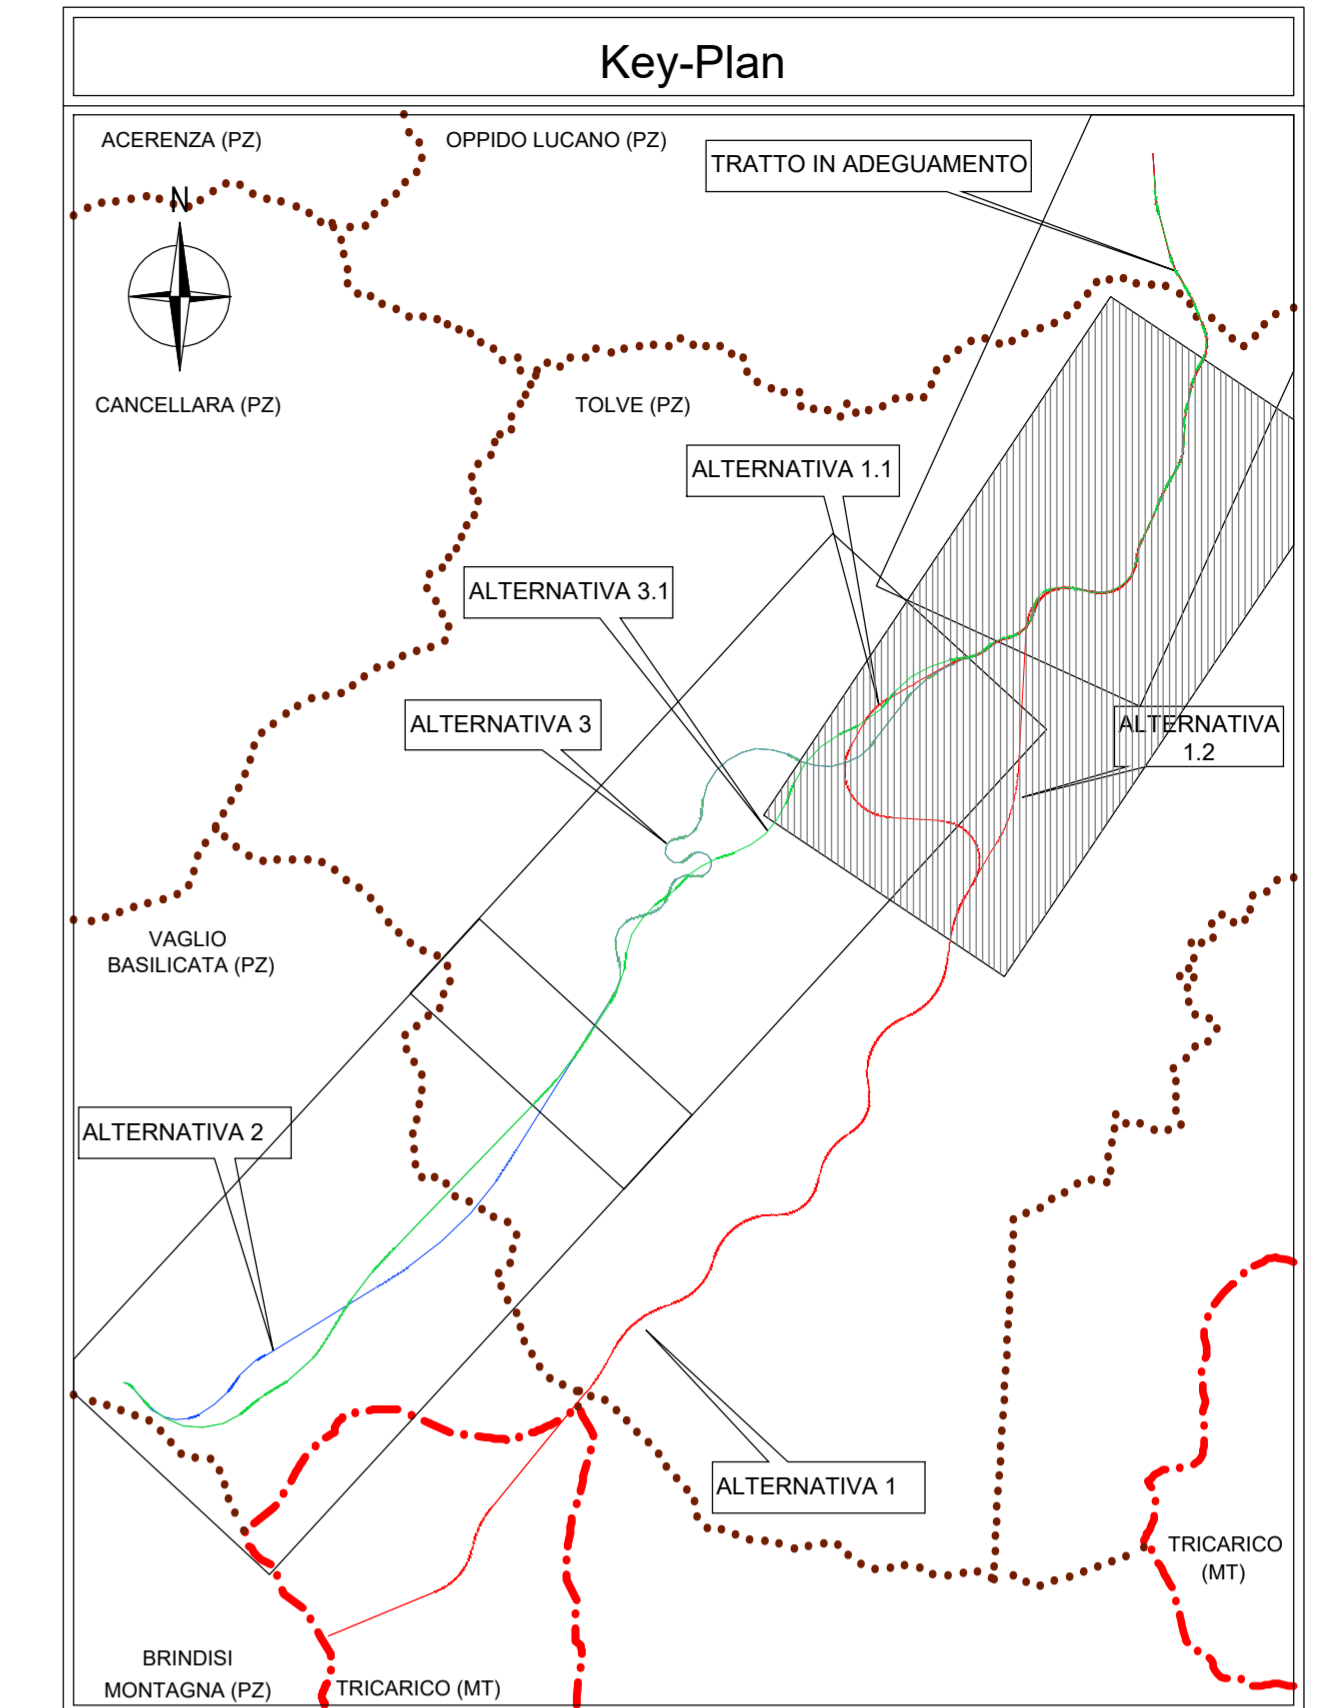 Key-Plan
ACERENZA (PZ)
OPPIDO LUCANO (PZ)
TRATTO IN ADEGUAMENTO
N
CANCELLARA (PZ)
TOLVE (PZ)
ALTERNATIVA 1.1
ALTERNATIVA 3.1
ALTERNATIVA 3
ALTERNATIVA
1.2
VAGLIO
BASILICATA (PZ)
ALTERNATIVA 2
ALTERNATIVA 1
TRICARICO
(MT)
BRINDISI
MONTAGNA (PZ)
TRICARICO (MT)